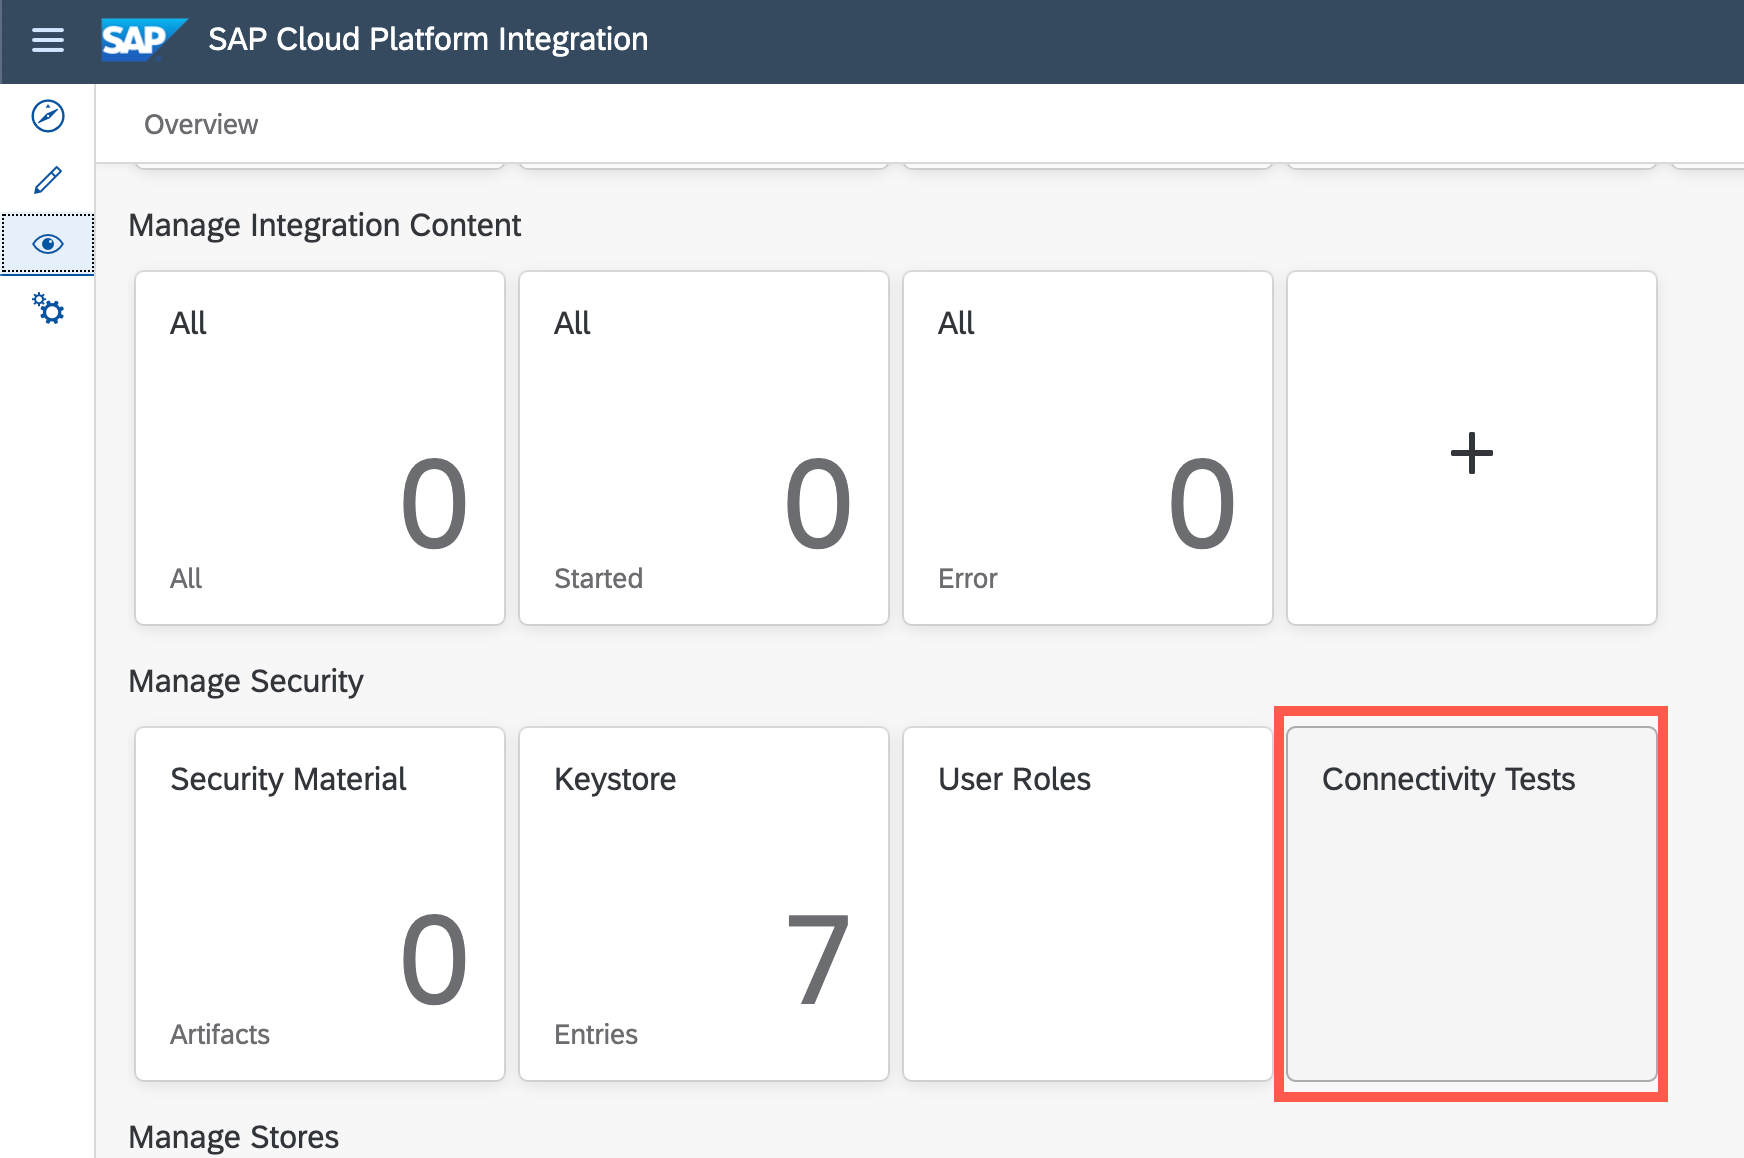 SAP SAP Cloud Platform Integration
Overview
Manage Integration Content
All
0
All
All
0
Started
All
0
Error
+
Manage Security
Security Material
0
Artifacts
Keystore
7
Entries
User Roles
Connectivity Tests
Manage Stores